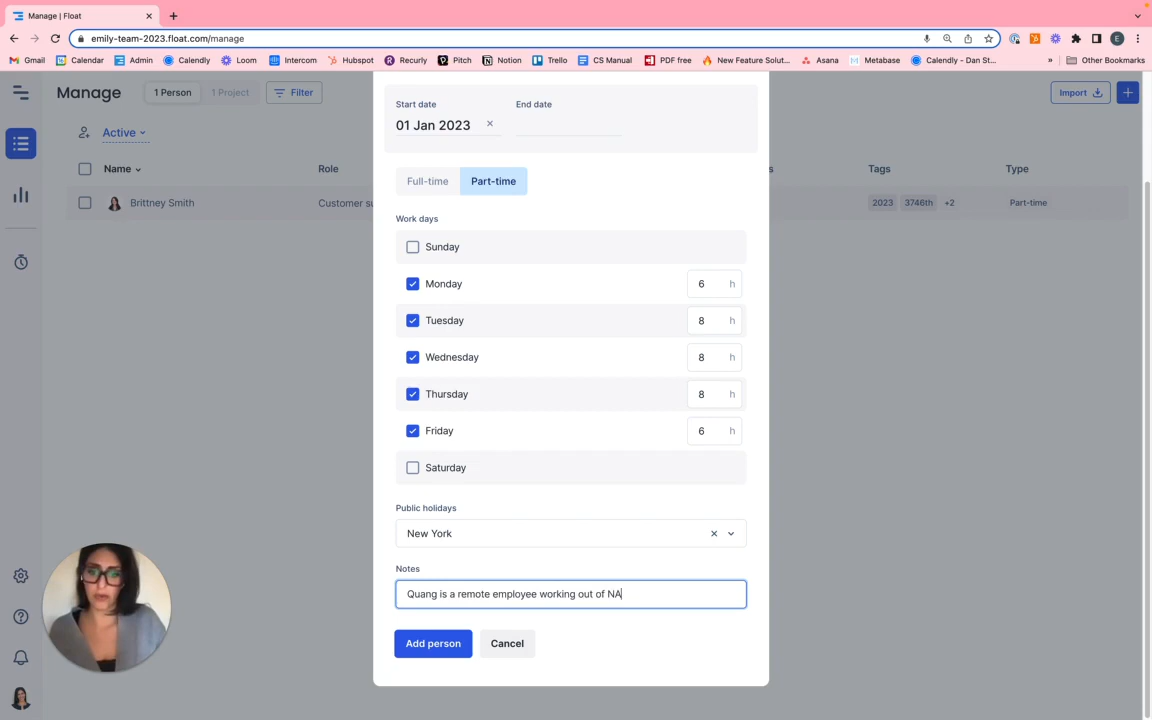 Manage | Float
emily-team-2023.float.com/manage
E
Gmail
Calendar
Admin
Calendly
Loom
Intercom
Hubspot
Recurly
Pitch
Notion
Trello
CS Manual
PDF free
New Feature Solut...
Asana
Metabase
Calendly - Dan St...
»
Other Bookmarks
Manage
1 Person
1 Project
Filter
Import
Active
Name
Role
s
Tags
Type
Brittney Smith
Customer su
2023
3746th
+2
Part-time
Start date
End date
01 Jan 2023
Full-time
Part-time
Work days
Sunday
Monday
6 h
Tuesday
8 h
Wednesday
8 h
Thursday
8 h
Friday
6 h
Saturday
Public holidays
New York
Notes
Quang is a remote employee working out of NA
Add person
Cancel